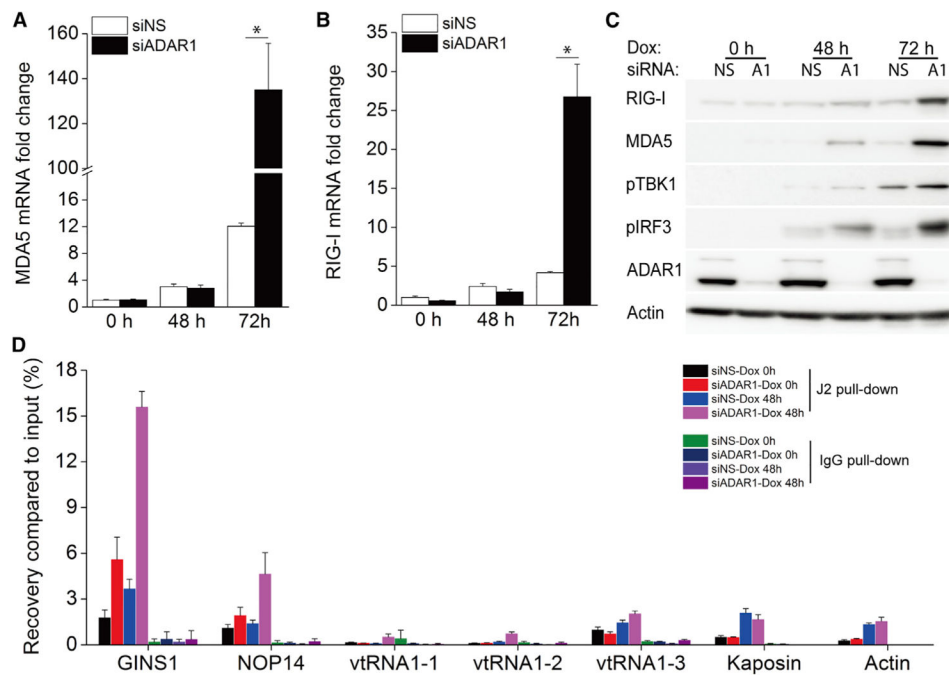 A
siNS
siADAR1
MDA5 mRNA fold change
160
140
120
100
16
12
8
4
0
*
0 h 48 h 72h
B
siNS
siADAR1
RIG-I mRNA fold change
35
30
25
20
15
10
5
0
*
0 h 48 h 72h
C
Dox: 0 h 48 h 72 h
siRNA: NS A1 NS A1 NS A1
RIG-I
MDA5
pTBK1
pIRF3
ADAR1
Actin
D
Recovery compared to input (%)
18
15
12
9
6
3
0
siNS-Dox 0h
siADAR1-Dox 0h
siNS-Dox 48h
siADAR1-Dox 48h
J2 pull-down
siNS-Dox 0h
siADAR1-Dox 0h
siNS-Dox 48h
siADAR1-Dox 48h
IgG pull-down
GINS1 NOP14 vtRNA1-1 vtRNA1-2 vtRNA1-3 Kaposin Actin